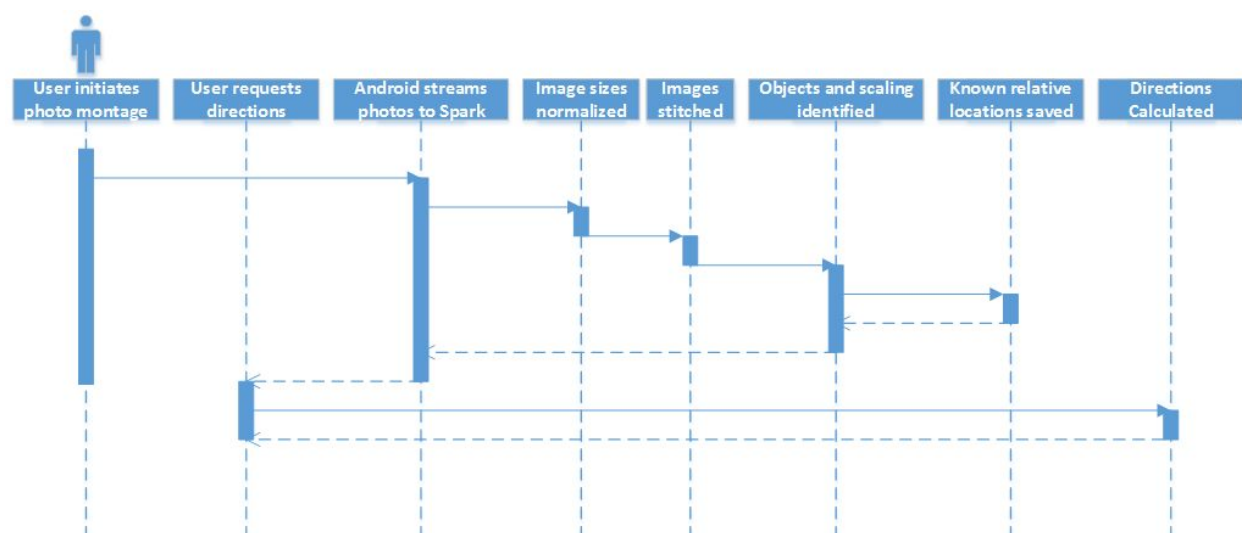 User initiates
photo montage
User requests
directions
Android streams
photos to Spark
Image sizes
normalized
Images
stitched
Objects and scaling
identified
Known relative
locations saved
Directions
Calculated